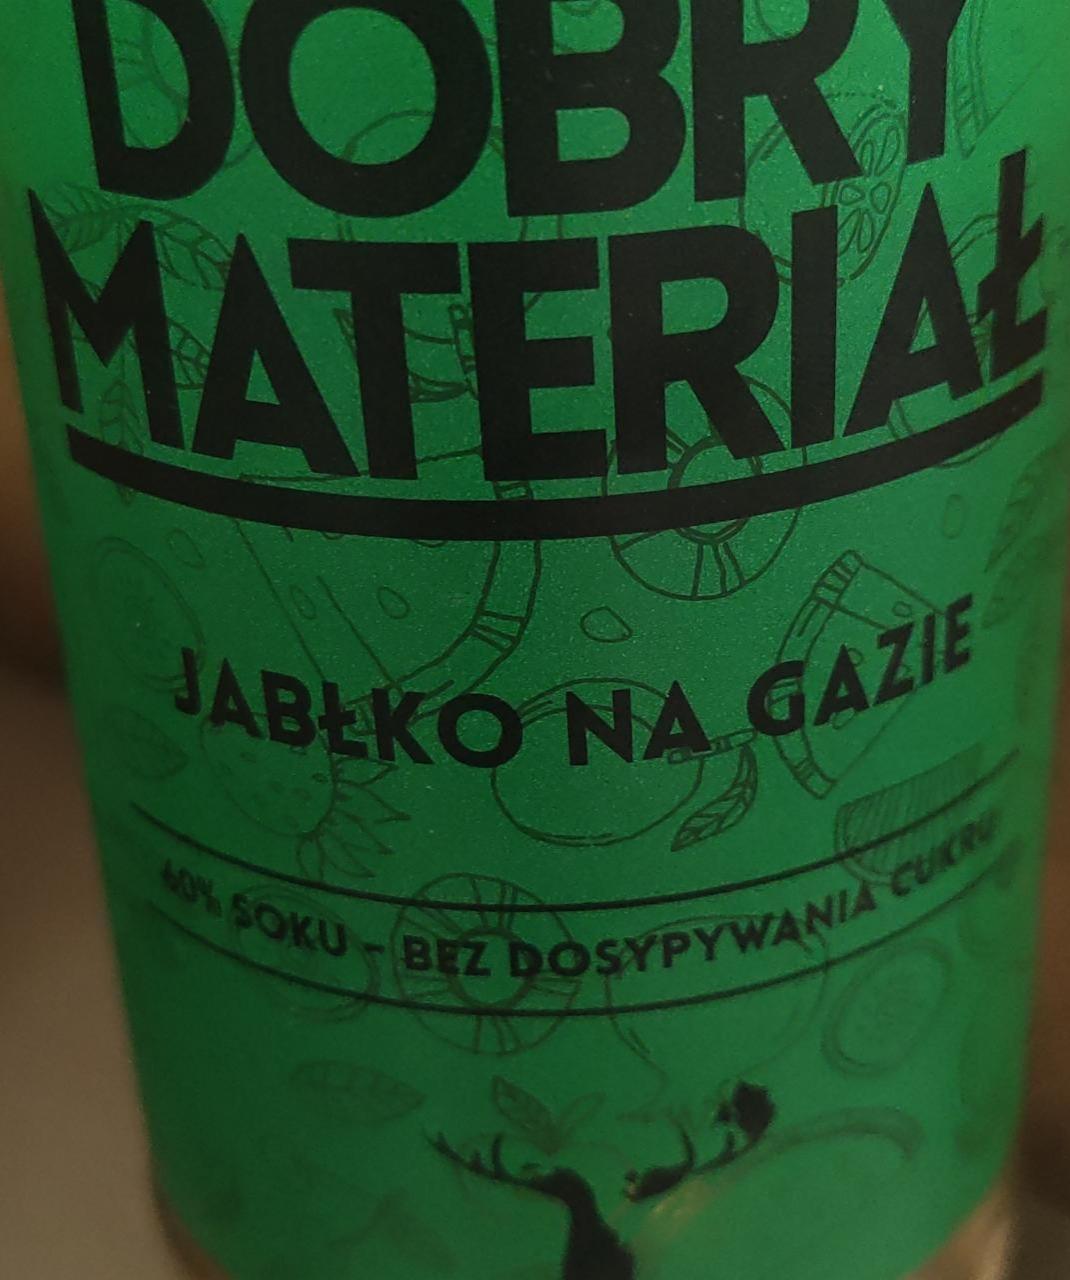 DOBRY
MATERIAŁ
JABŁKO NA GAZIE
60% SOKU – BEZ DOSYPYWANIA CUKRU